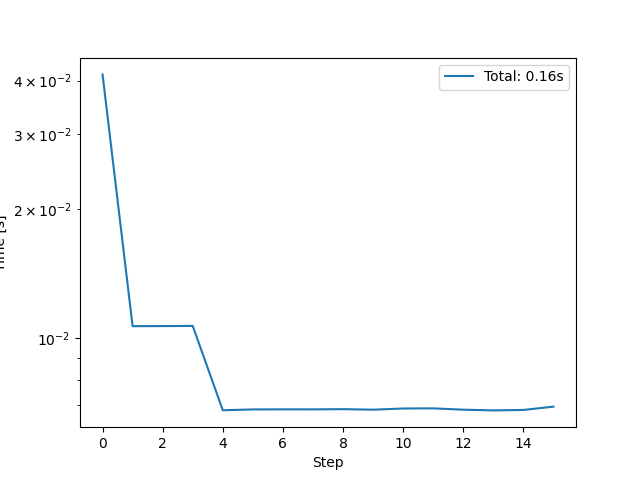 Total: 0.16s
4 × 10⁻²
3 × 10⁻²
2 × 10⁻²
10⁻²
[s]
0 2 4 6 8 10 12 14
Step